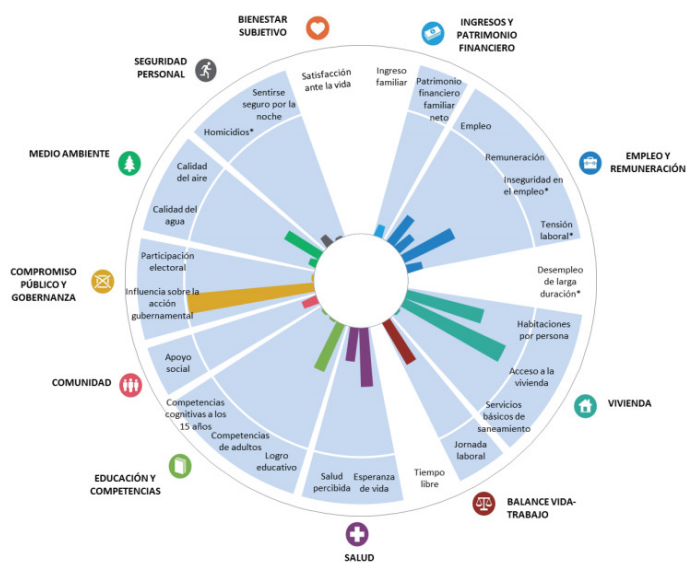 BIENESTAR
SUBJETIVO
INGRESOS Y
PATRIMONIO
FINANCIERO
SEGURIDAD
PERSONAL
Satisfacción
ante la vida
Ingreso
familiar
Patrimonio
financiero
familiar
neto
Sentirse
seguro por la
noche
Homicidios*
Empleo
Remuneración
Inseguridad en
el empleo*
Tensión
laboral*
EMPLEO Y
REMUNERACIÓN
MEDIO AMBIENTE
Calidad
del aire
Calidad del
agua
Desempleo
de larga
duración*
COMPROMISO
PÚBLICO Y
GOBERNANZA
Participación
electoral
Influencia sobre la
acción
gubernamental
Habitaciones
por persona
Acceso a la
vivienda
Servicios
básicos de
saneamiento
VIVIENDA
COMUNIDAD
Apoyo
social
Competencias
cognitivas a los
15 años
Competencias
de adultos
Logro
educativo
EDUCACIÓN Y
COMPETENCIAS
Salud
percibida
Esperanza
de vida
Tiempo
libre
Jornada
laboral
BALANCE VIDA-
TRABAJO
SALUD